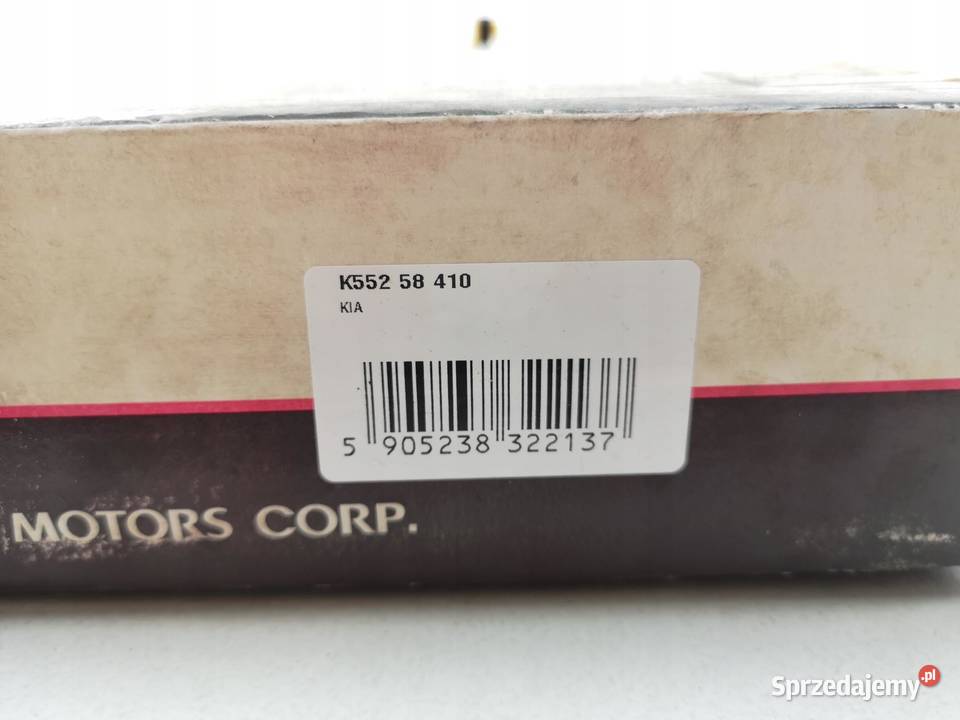 K552 58 410
KIA
5 905238 322137
MOTORS CORP.
Sprzedajemy.pl